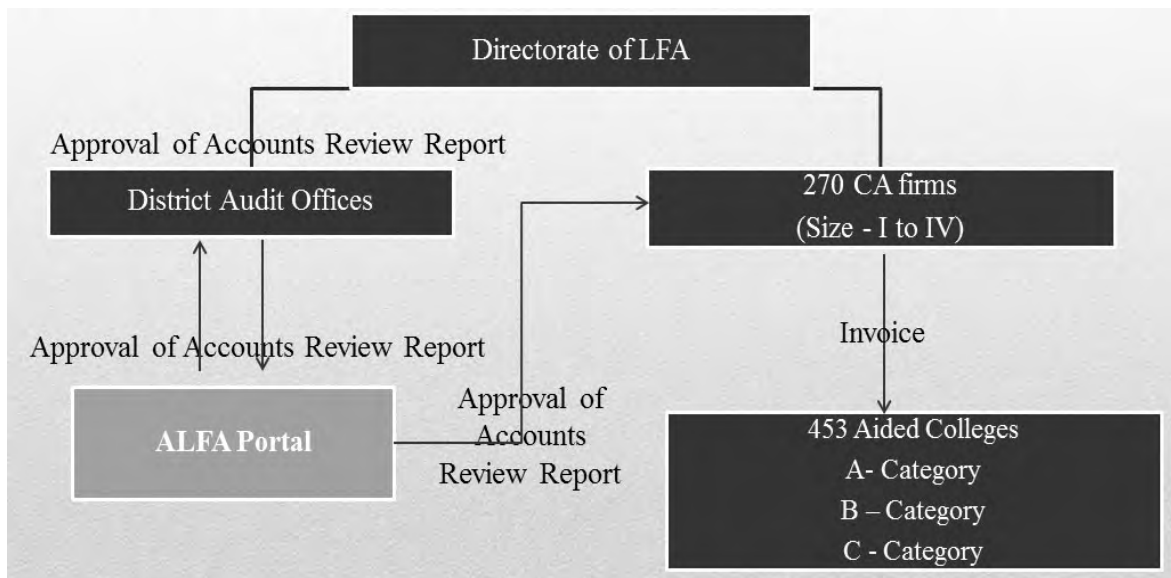 Directorate of LFA
Approval of Accounts Review Report
District Audit Offices
270 CA firms
(Size - I to IV)
Approval of Accounts Review Report
Invoice
ALFA Portal
Approval of
Accounts
Review Report
453 Aided Colleges
A- Category
B – Category
C - Category